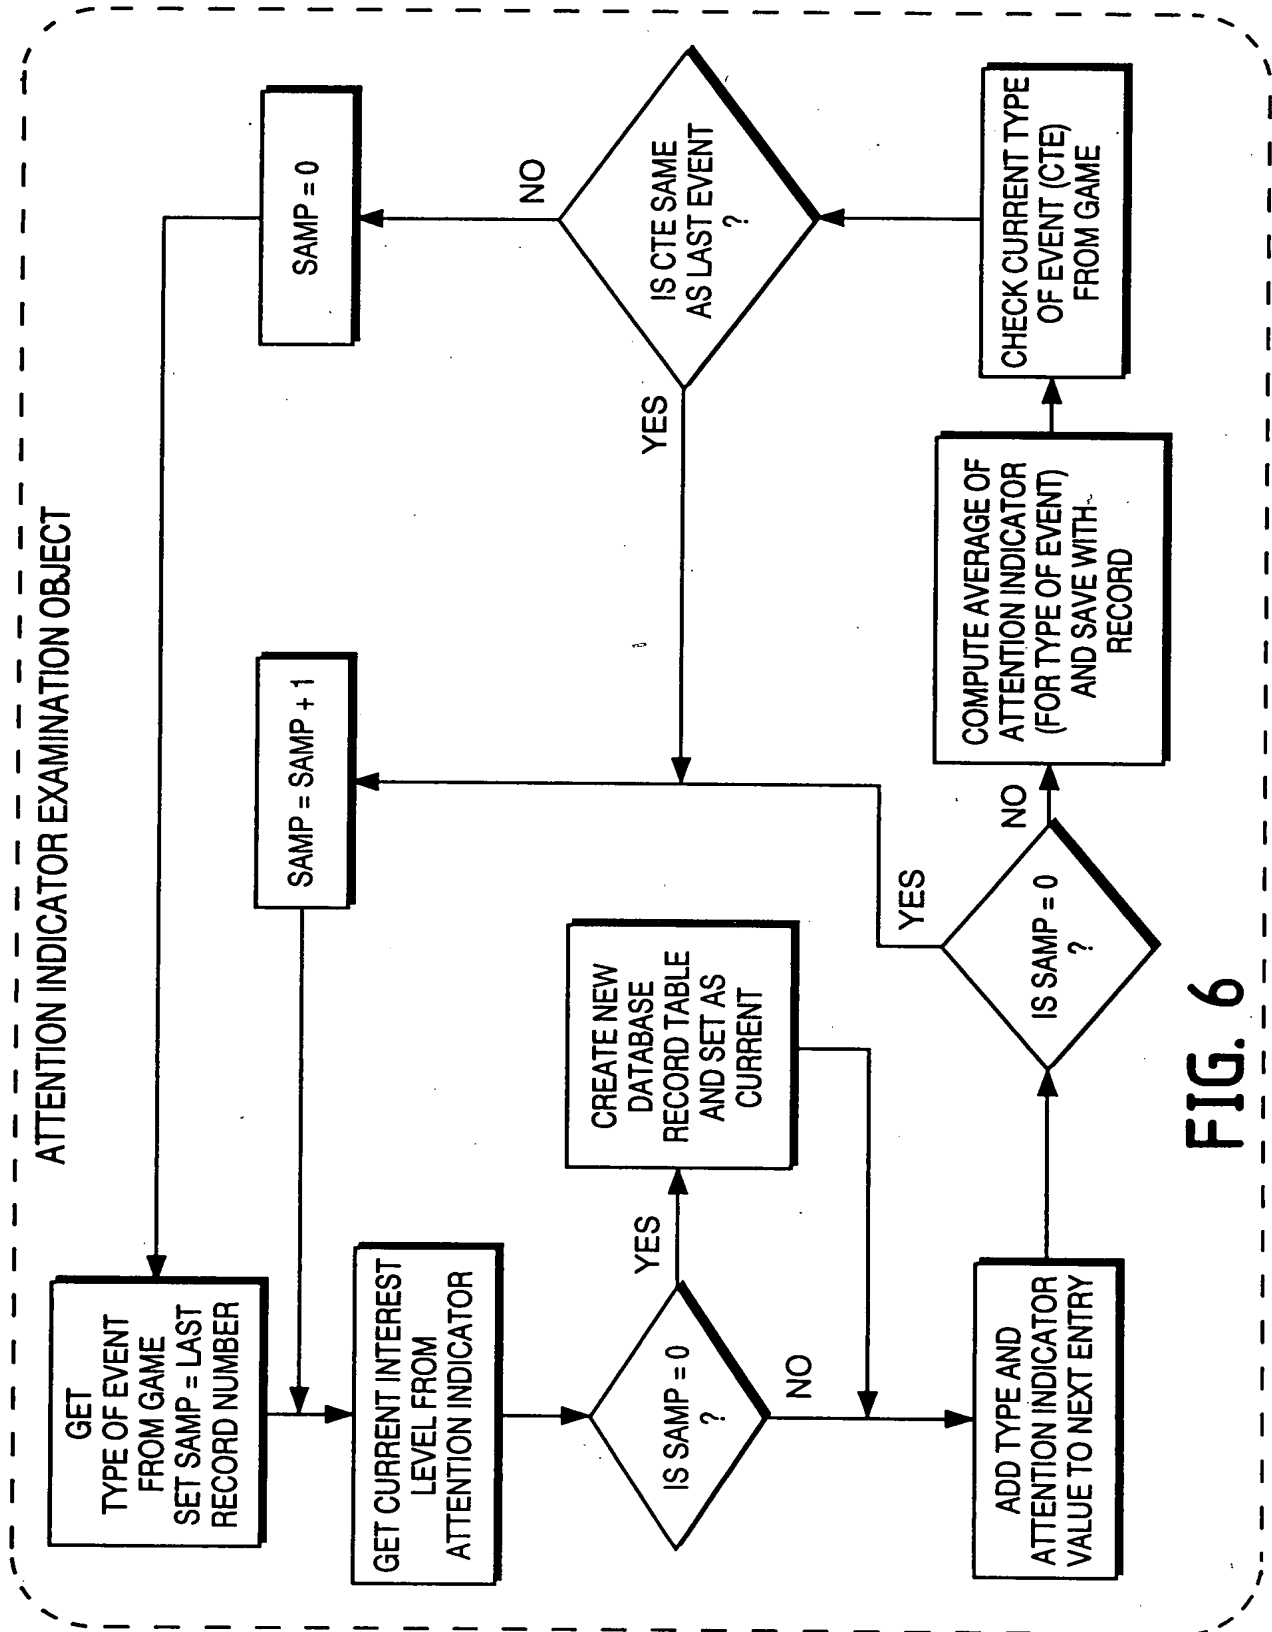 ATTENTION INDICATOR EXAMINATION OBJECT
GET
TYPE OF EVENT
FROM GAME
SET SAMP = LAST
RECORD NUMBER
GET CURRENT INTEREST
LEVEL FROM
ATTENTION INDICATOR
IS SAMP = 0
?
YES
NO
CREATE NEW
DATABASE
RECORD TABLE
AND SET AS
CURRENT
ADD TYPE AND
ATTENTION INDICATOR
VALUE TO NEXT ENTRY
IS SAMP = 0
?
YES
NO
SAMP = SAMP + 1
COMPUTE AVERAGE OF
ATTENTION INDICATOR
(FOR TYPE OF EVENT)
AND SAVE WITH
RECORD
CHECK CURRENT TYPE
OF EVENT (CTE)
FROM GAME
IS CTE SAME
AS LAST EVENT
?
YES
NO
SAMP = 0
FIG. 6